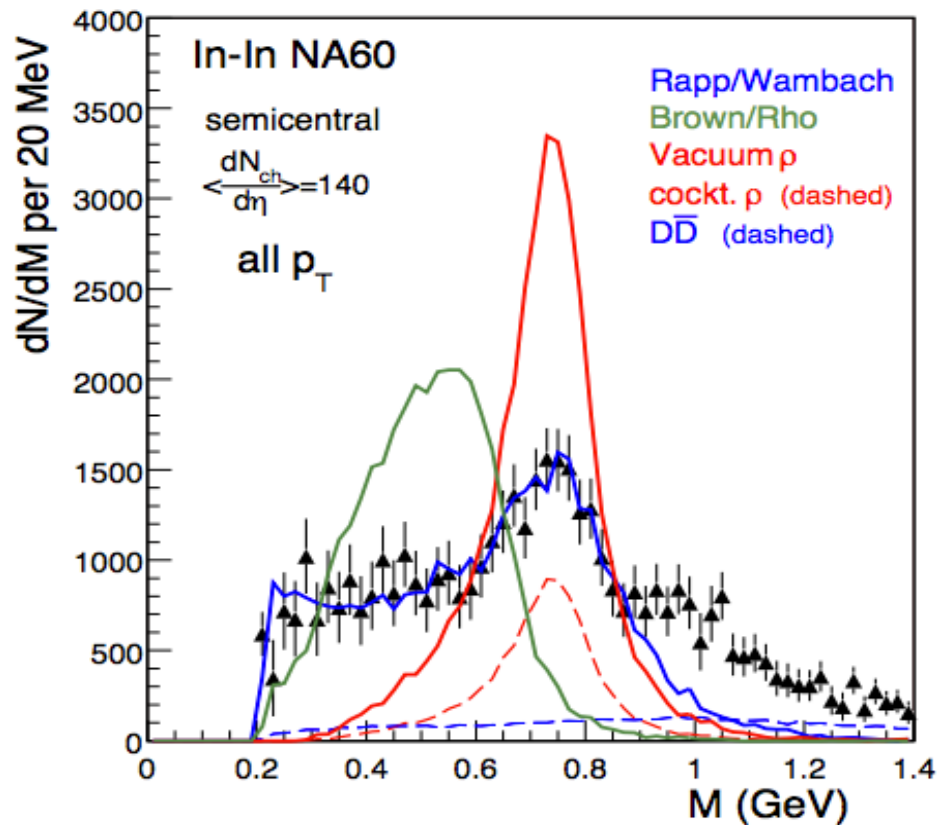 dN/dM per 20 MeV
4000
3500
3000
2500
2000
1500
1000
500
0
In-In NA60
semicentral
<dN_ch/dη>=140
all p_T
Rapp/Wambach
Brown/Rho
Vacuum ρ
cockt. ρ (dashed)
DD̅ (dashed)
0 0.2 0.4 0.6 0.8 1 1.2 1.4
M (GeV)